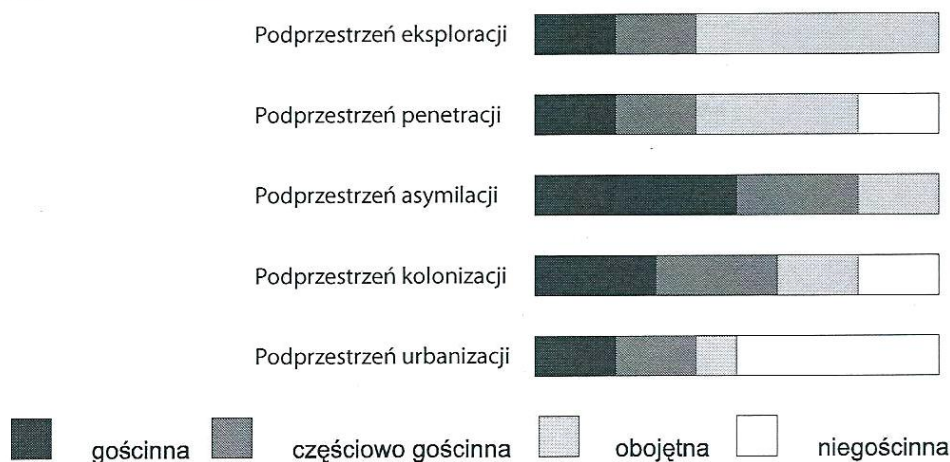 Podprzestrzeń eksploracji
Podprzestrzeń penetracji
Podprzestrzeń asymilacji
Podprzestrzeń kolonizacji
Podprzestrzeń urbanizacji
gościnna częściowo gościnna obojętna niegościnna